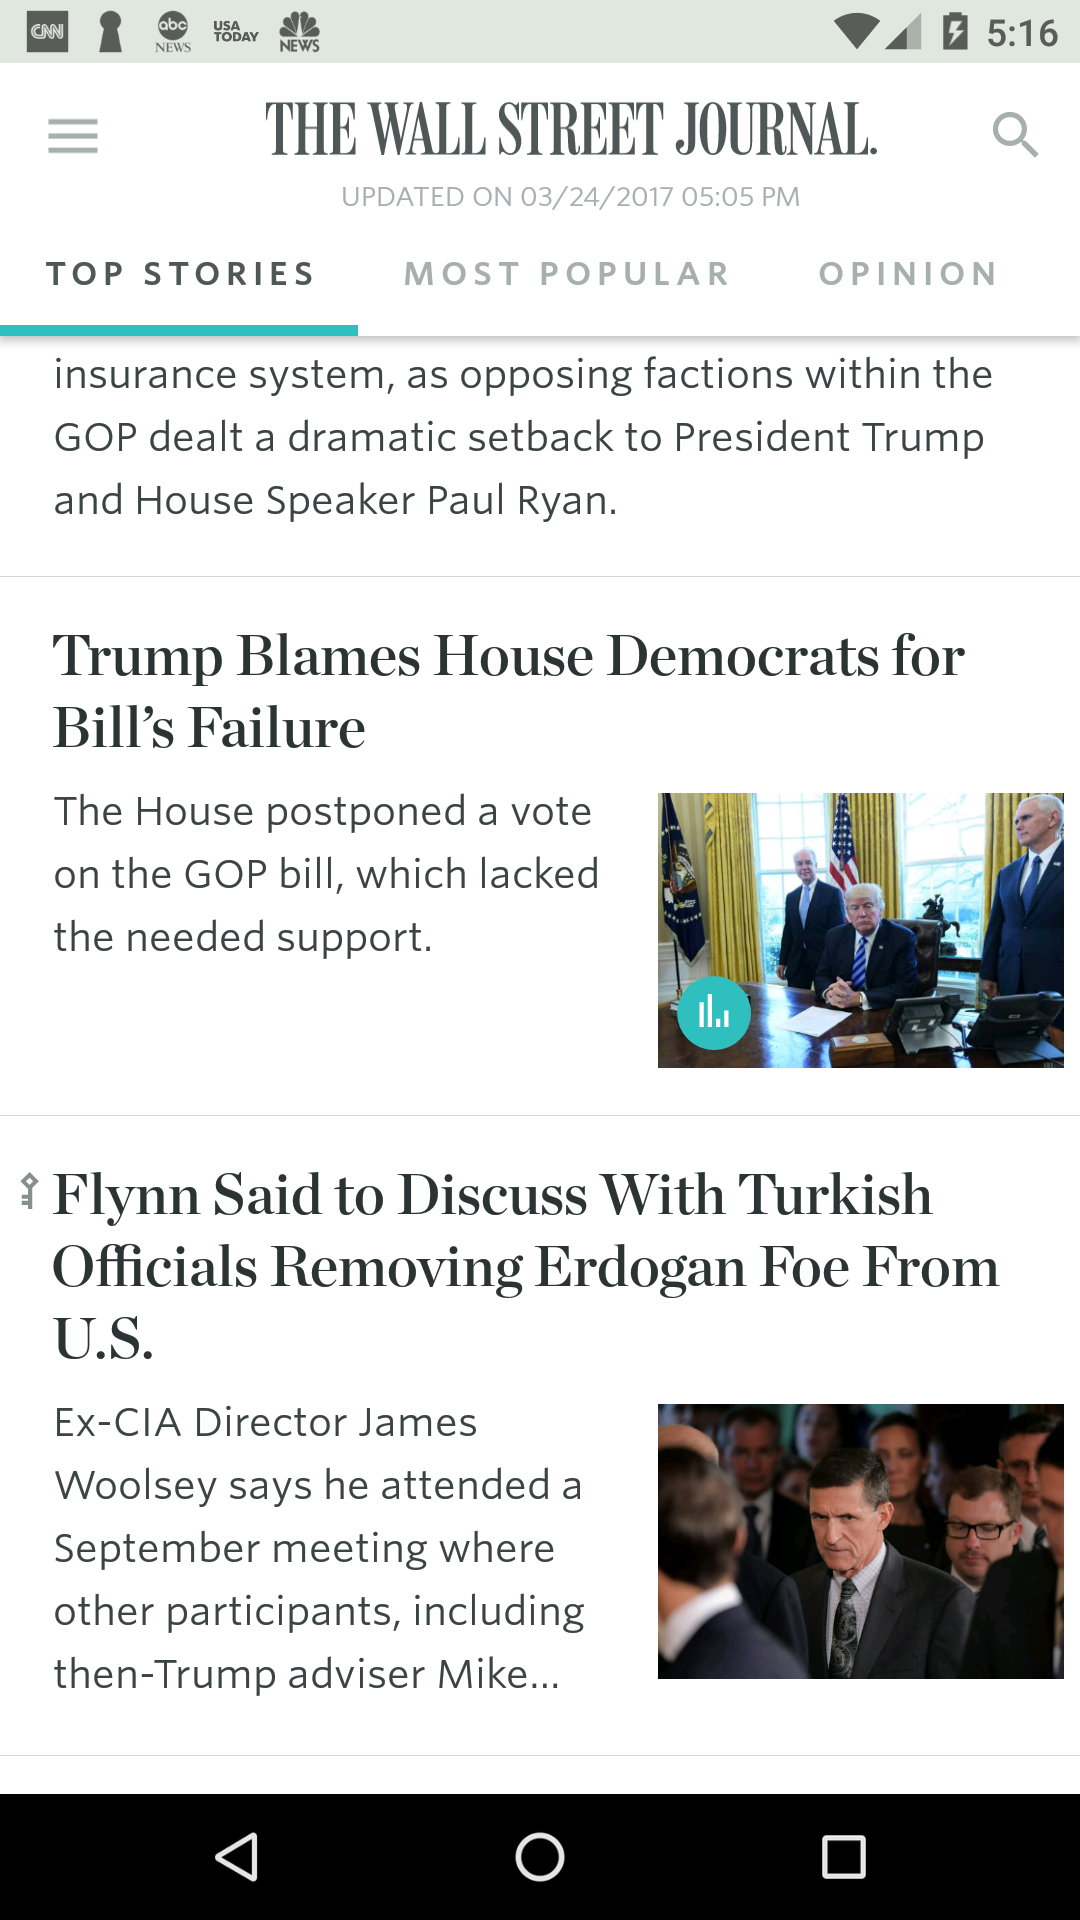 CNN
abc
NEWS
USA
TODAY
NEWS
5:16
THE WALL STREET JOURNAL.
UPDATED ON 03/24/2017 05:05 PM
TOP STORIES MOST POPULAR OPINION
insurance system, as opposing factions within the
GOP dealt a dramatic setback to President Trump
and House Speaker Paul Ryan.
Trump Blames House Democrats for
Bill’s Failure
The House postponed a vote
on the GOP bill, which lacked
the needed support.
Flynn Said to Discuss With Turkish
Officials Removing Erdogan Foe From
U.S.
Ex-CIA Director James
Woolsey says he attended a
September meeting where
other participants, including
then-Trump adviser Mike...